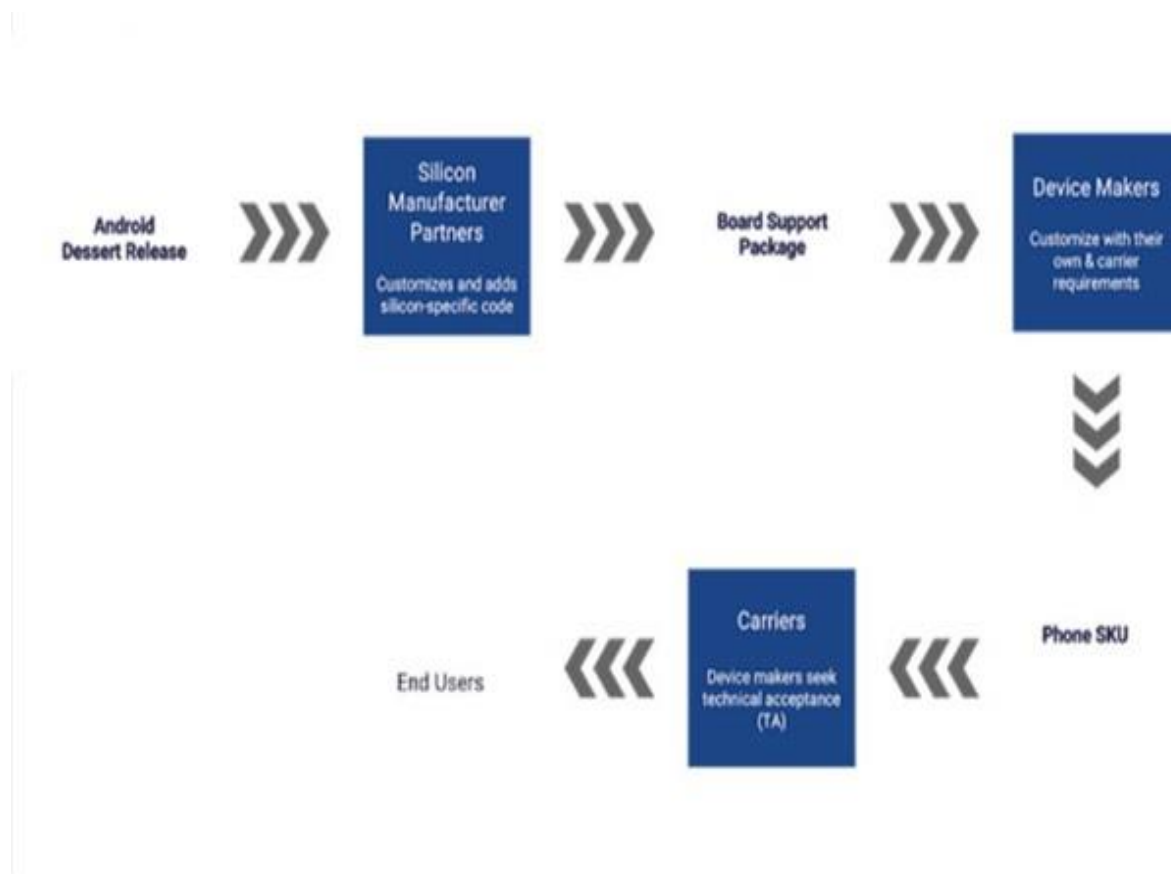 Android
Dessert Release
Silicon
Manufacturer
Partners
Customizes and adds
silicon-specific code
Board Support
Package
Device Makers
Customize with their
own & carrier
requirements
Phone SKU
Carriers
Device makers seek
technical acceptance
(TA)
End Users